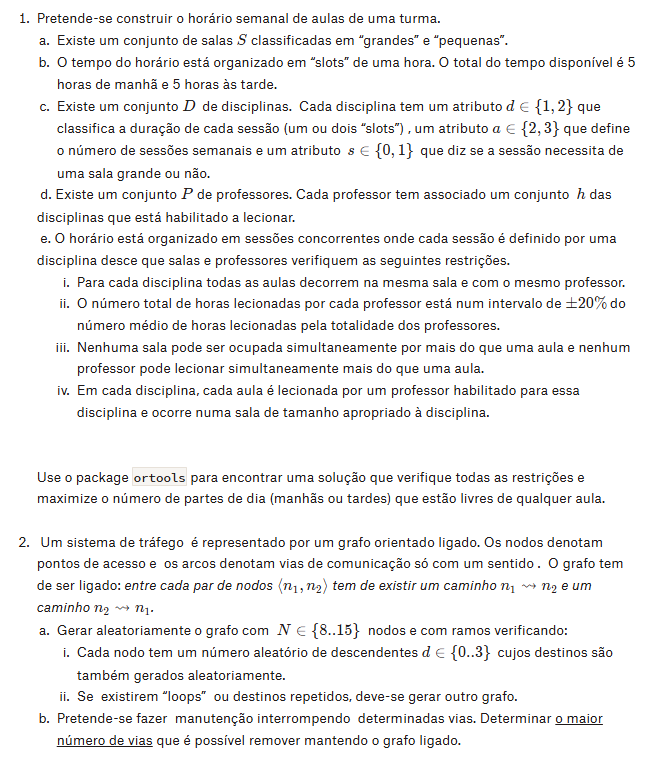 1. Pretende-se construir o horário semanal de aulas de uma turma.
a. Existe um conjunto de salas S classificadas em “grandes” e “pequenas”.
b. O tempo do horário está organizado em “slots” de uma hora. O total do tempo disponível é 5
horas de manhã e 5 horas às tarde.
c. Existe um conjunto D de disciplinas. Cada disciplina tem um atributo d ∈ {1, 2} que
classifica a duração de cada sessão (um ou dois “slots”) , um atributo a ∈ {2, 3} que define
o número de sessões semanais e um atributo s ∈ {0, 1} que diz se a sessão necessita de
uma sala grande ou não.
d. Existe um conjunto P de professores. Cada professor tem associado um conjunto h das
disciplinas que está habilitado a lecionar.
e. O horário está organizado em sessões concorrentes onde cada sessão é definido por uma
disciplina desce que salas e professores verifiquem as seguintes restrições.
i. Para cada disciplina todas as aulas decorrem na mesma sala e com o mesmo professor.
ii. O número total de horas lecionadas por cada professor está num intervalo de ±20% do
número médio de horas lecionadas pela totalidade dos professores.
iii. Nenhuma sala pode ser ocupada simultaneamente por mais do que uma aula e nenhum
professor pode lecionar simultaneamente mais do que uma aula.
iv. Em cada disciplina, cada aula é lecionada por um professor habilitado para essa
disciplina e ocorre numa sala de tamanho apropriado à disciplina.
Use o package ortools para encontrar uma solução que verifique todas as restrições e
maximize o número de partes de dia (manhãs ou tardes) que estão livres de qualquer aula.
2. Um sistema de tráfego é representado por um grafo orientado ligado. Os nodos denotam
pontos de acesso e os arcos denotam vias de comunicação só com um sentido . O grafo tem
de ser ligado: entre cada par de nodos ⟨n₁, n₂⟩ tem de existir um caminho n₁ ⇝ n₂ e um
caminho n₂ ⇝ n₁.
a. Gerar aleatoriamente o grafo com N ∈ {8..15} nodos e com ramos verificando:
i. Cada nodo tem um número aleatório de descendentes d ∈ {0..3} cujos destinos são
também gerados aleatoriamente.
ii. Se existirem “loops” ou destinos repetidos, deve-se gerar outro grafo.
b. Pretende-se fazer manutenção interrompendo determinadas vias. Determinar o maior
número de vias que é possível remover mantendo o grafo ligado.